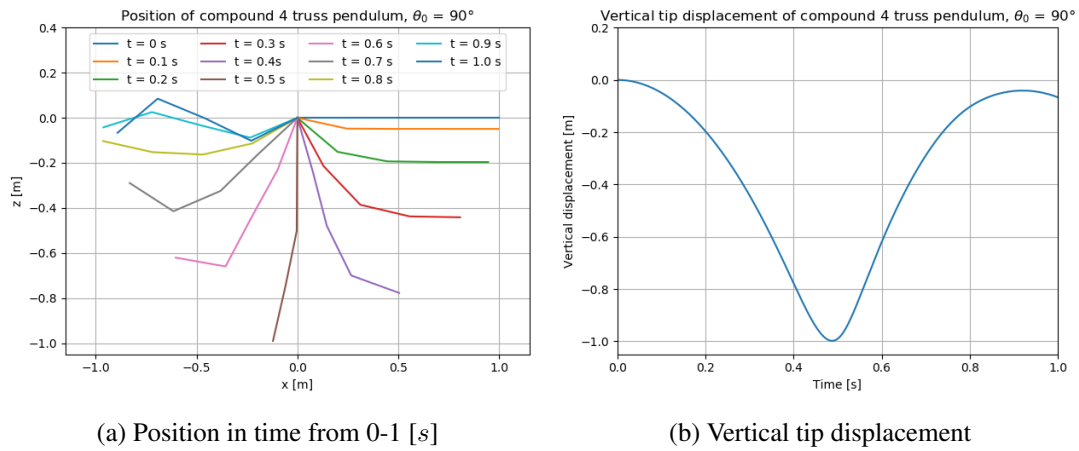 Position of compound 4 truss pendulum, θ₀ = 90°
z [m]
0.4
0.2
0.0
−0.2
−0.4
−0.6
−0.8
−1.0
t = 0 s
t = 0.1 s
t = 0.2 s
t = 0.3 s
t = 0.4s
t = 0.5 s
t = 0.6 s
t = 0.7 s
t = 0.8 s
t = 0.9 s
t = 1.0 s
−1.0 −0.5 0.0 0.5 1.0
x [m]
(a) Position in time from 0-1 [s]
Vertical tip displacement of compound 4 truss pendulum, θ₀ = 90°
Vertical displacement [m]
0.2
0.0
−0.2
−0.4
−0.6
−0.8
−1.0
0.0 0.2 0.4 0.6 0.8 1.0
Time [s]
(b) Vertical tip displacement